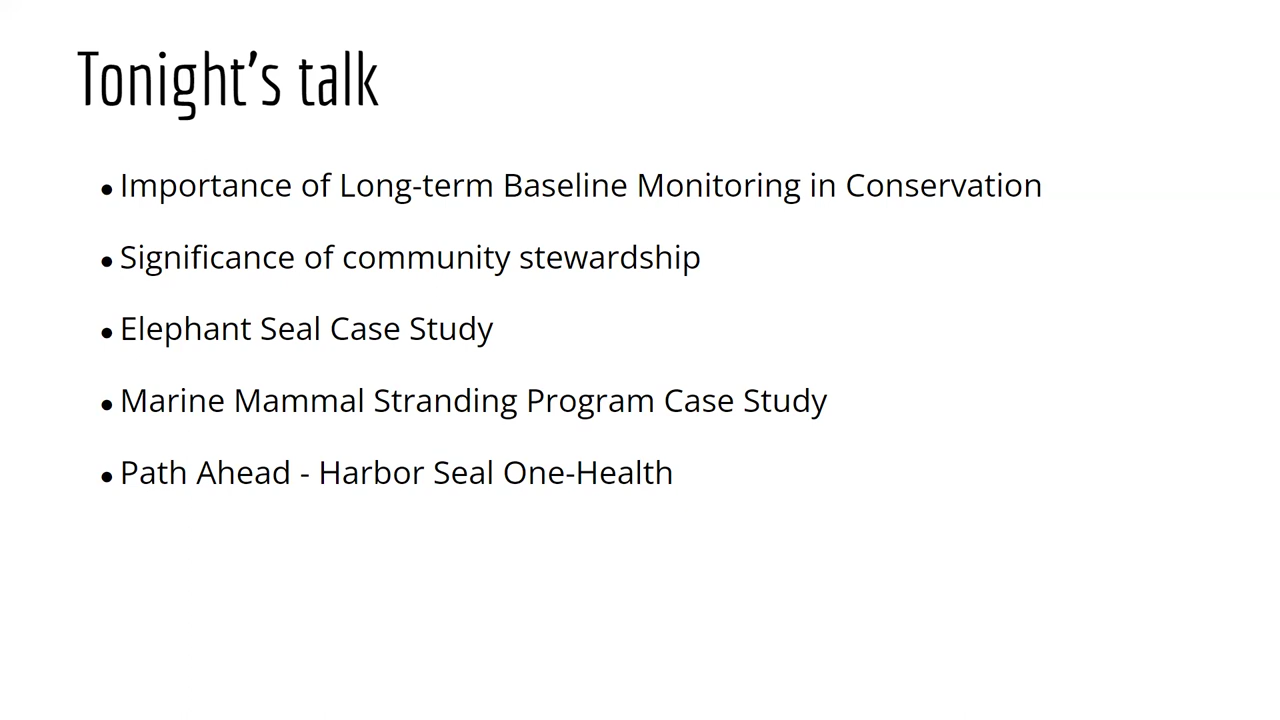 Tonight's talk
• Importance of Long-term Baseline Monitoring in Conservation
• Significance of community stewardship
• Elephant Seal Case Study
• Marine Mammal Stranding Program Case Study
• Path Ahead - Harbor Seal One-Health